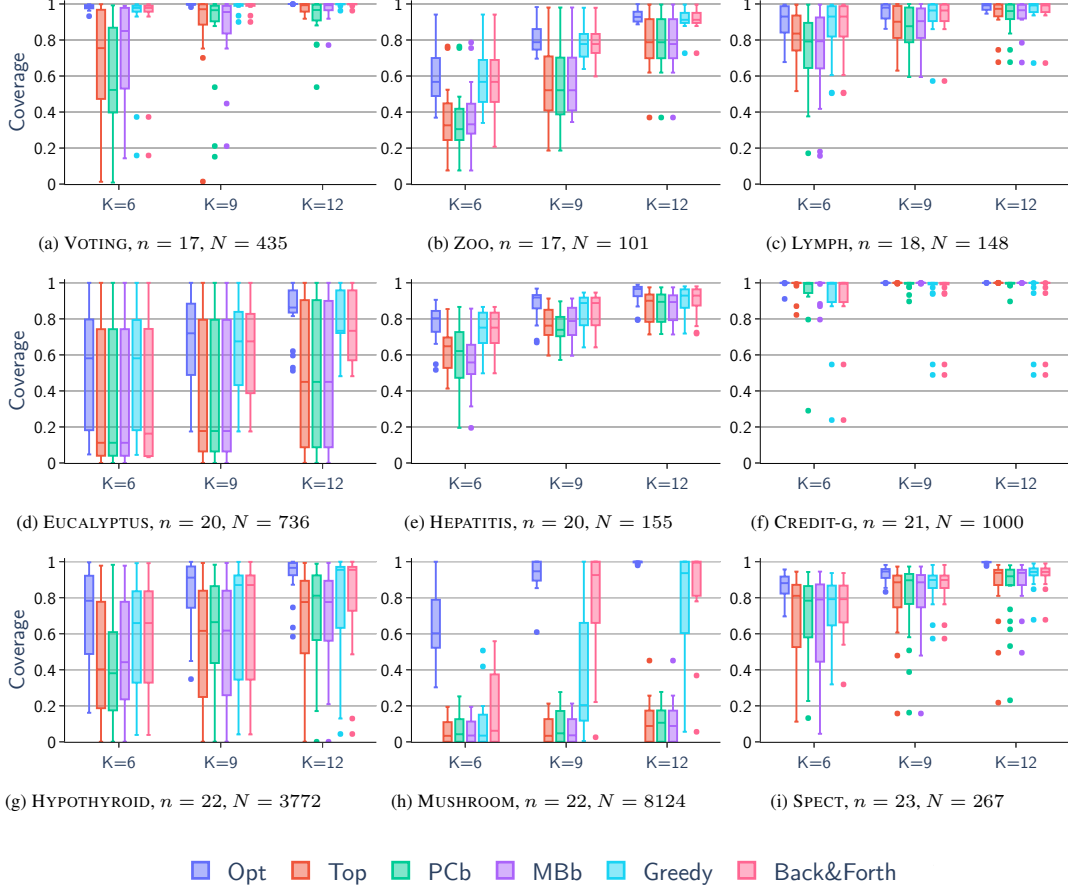 1
0.8
0.6
0.4
0.2
0
Coverage
K=6 K=9 K=12
1
0.8
0.6
0.4
0.2
0
K=6 K=9 K=12
1
0.8
0.6
0.4
0.2
0
K=6 K=9 K=12
(a) VOTING, n = 17, N = 435
(b) ZOO, n = 17, N = 101
(c) LYMPH, n = 18, N = 148
1
0.8
0.6
0.4
0.2
0
Coverage
K=6 K=9 K=12
1
0.8
0.6
0.4
0.2
0
K=6 K=9 K=12
1
0.8
0.6
0.4
0.2
0
K=6 K=9 K=12
(d) EUCALYPTUS, n = 20, N = 736
(e) HEPATITIS, n = 20, N = 155
(f) CREDIT-G, n = 21, N = 1000
1
0.8
0.6
0.4
0.2
0
Coverage
K=6 K=9 K=12
1
0.8
0.6
0.4
0.2
0
K=6 K=9 K=12
1
0.8
0.6
0.4
0.2
0
K=6 K=9 K=12
(g) HYPOTHYROID, n = 22, N = 3772
(h) MUSHROOM, n = 22, N = 8124
(i) SPECT, n = 23, N = 267
Opt Top PCb MBb Greedy Back&Forth